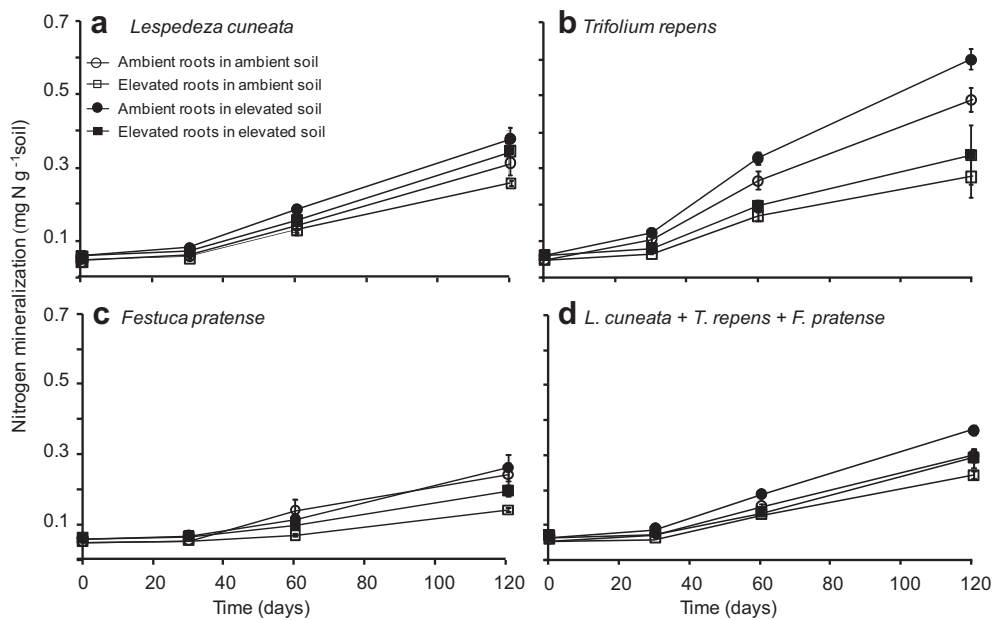 a Lespedeza cuneata
b Trifolium repens
Ambient roots in ambient soil
Elevated roots in ambient soil
Ambient roots in elevated soil
Elevated roots in elevated soil
0.7
0.5
0.3
0.1
Nitrogen mineralization (mg N g⁻¹soil)
c Festuca pratense
d L. cuneata + T. repens + F. pratense
0.7
0.5
0.3
0.1
0 20 40 60 80 100 120
0 20 40 60 80 100 120
Time (days)
Time (days)